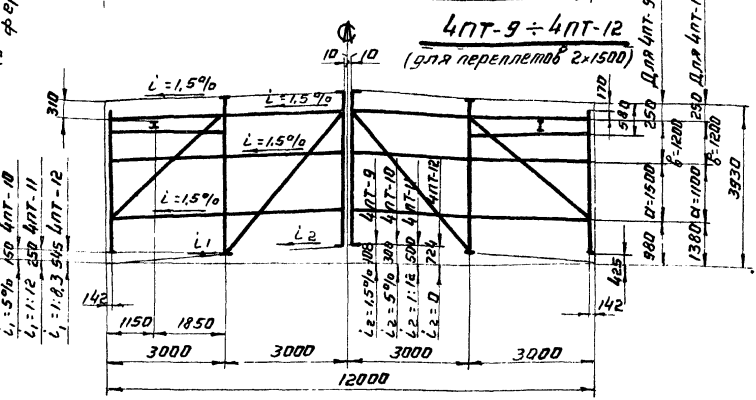 4ПТ-9 ÷ 4ПТ-12
(для переплетов 2×1500)
10 10
i=1,5%
i=1,5%
i=1,5%
i=1,5%
i1
i2
310
142
1150
1850
3000
3000
3000
3000
12000
142
425
170
580
3930
i1=5% 150 4ПТ-10
i1=1:12 250 4ПТ-11
i1=1:8,3 545 4ПТ-12
i2=1,5% 108 4ПТ-9
i2=5% 308 4ПТ-10
i2=1:12 500 4ПТ-11
i2=0 724 4ПТ-12
980 a=1500 в=1200 250 Для 4ПТ-9
1380 a=1100 в=1200 250 Для 4ПТ-1